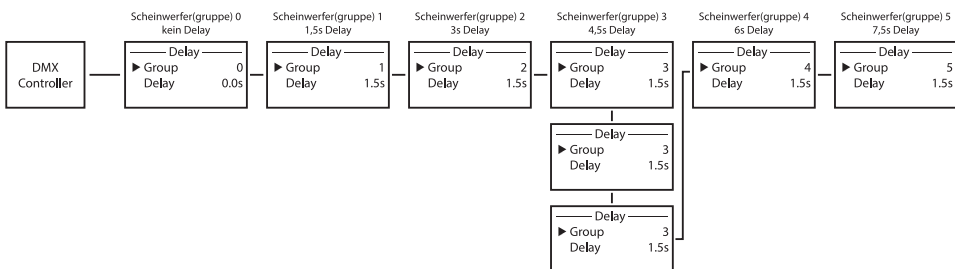 DMX
Controller
Scheinwerfer(gruppe) 0
kein Delay
Delay
▶ Group 0
Delay 0.0s
Scheinwerfer(gruppe) 1
1,5s Delay
Delay
▶ Group 1
Delay 1.5s
Scheinwerfer(gruppe) 2
3s Delay
Delay
▶ Group 2
Delay 1.5s
Scheinwerfer(gruppe) 3
4,5s Delay
Delay
▶ Group 3
Delay 1.5s
Delay
▶ Group 3
Delay 1.5s
Delay
▶ Group 3
Delay 1.5s
Scheinwerfer(gruppe) 4
6s Delay
Delay
▶ Group 4
Delay 1.5s
Scheinwerfer(gruppe) 5
7,5s Delay
Delay
▶ Group 5
Delay 1.5s